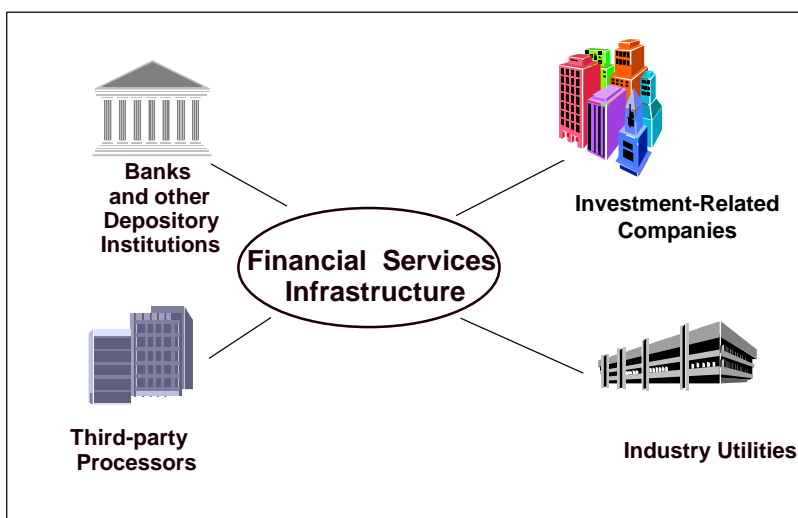 Banks
and other
Depository
Institutions
Investment-Related
Companies
Financial Services
Infrastructure
Third-party
Processors
Industry Utilities